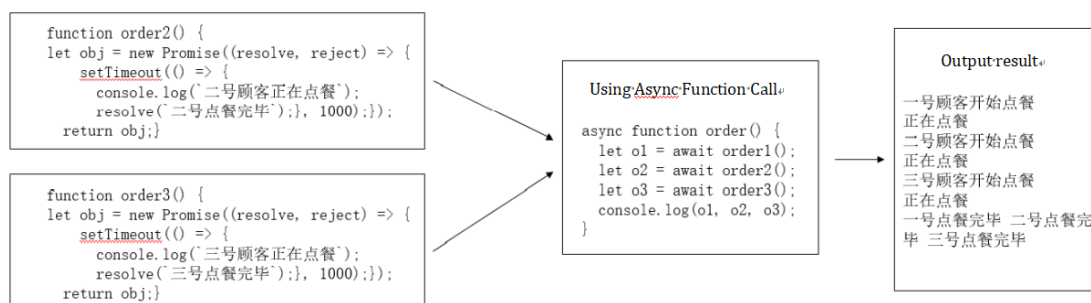 function order2() {
let obj = new Promise((resolve, reject) => {
setTimeout(() => {
console.log(`二号顾客正在点餐`);
resolve(`二号点餐完毕`);}, 1000);});
return obj;}
function order3() {
let obj = new Promise((resolve, reject) => {
setTimeout(() => {
console.log(`三号顾客正在点餐`);
resolve(`三号点餐完毕`);}, 1000);});
return obj;}
Using Async Function Call
async function order() {
let o1 = await order1();
let o2 = await order2();
let o3 = await order3();
console.log(o1, o2, o3);
}
Output result
一号顾客开始点餐
正在点餐
二号顾客开始点餐
正在点餐
三号顾客开始点餐
正在点餐
一号点餐完毕 二号点餐完
毕 三号点餐完毕